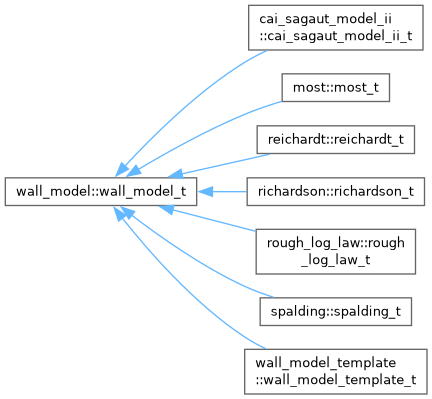 cai_sagaut_model_ii
::cai_sagaut_model_ii_t
most::most_t
reichardt::reichardt_t
wall_model::wall_model_t
richardson::richardson_t
rough_log_law::rough
_log_law_t
spalding::spalding_t
wall_model_template
::wall_model_template_t